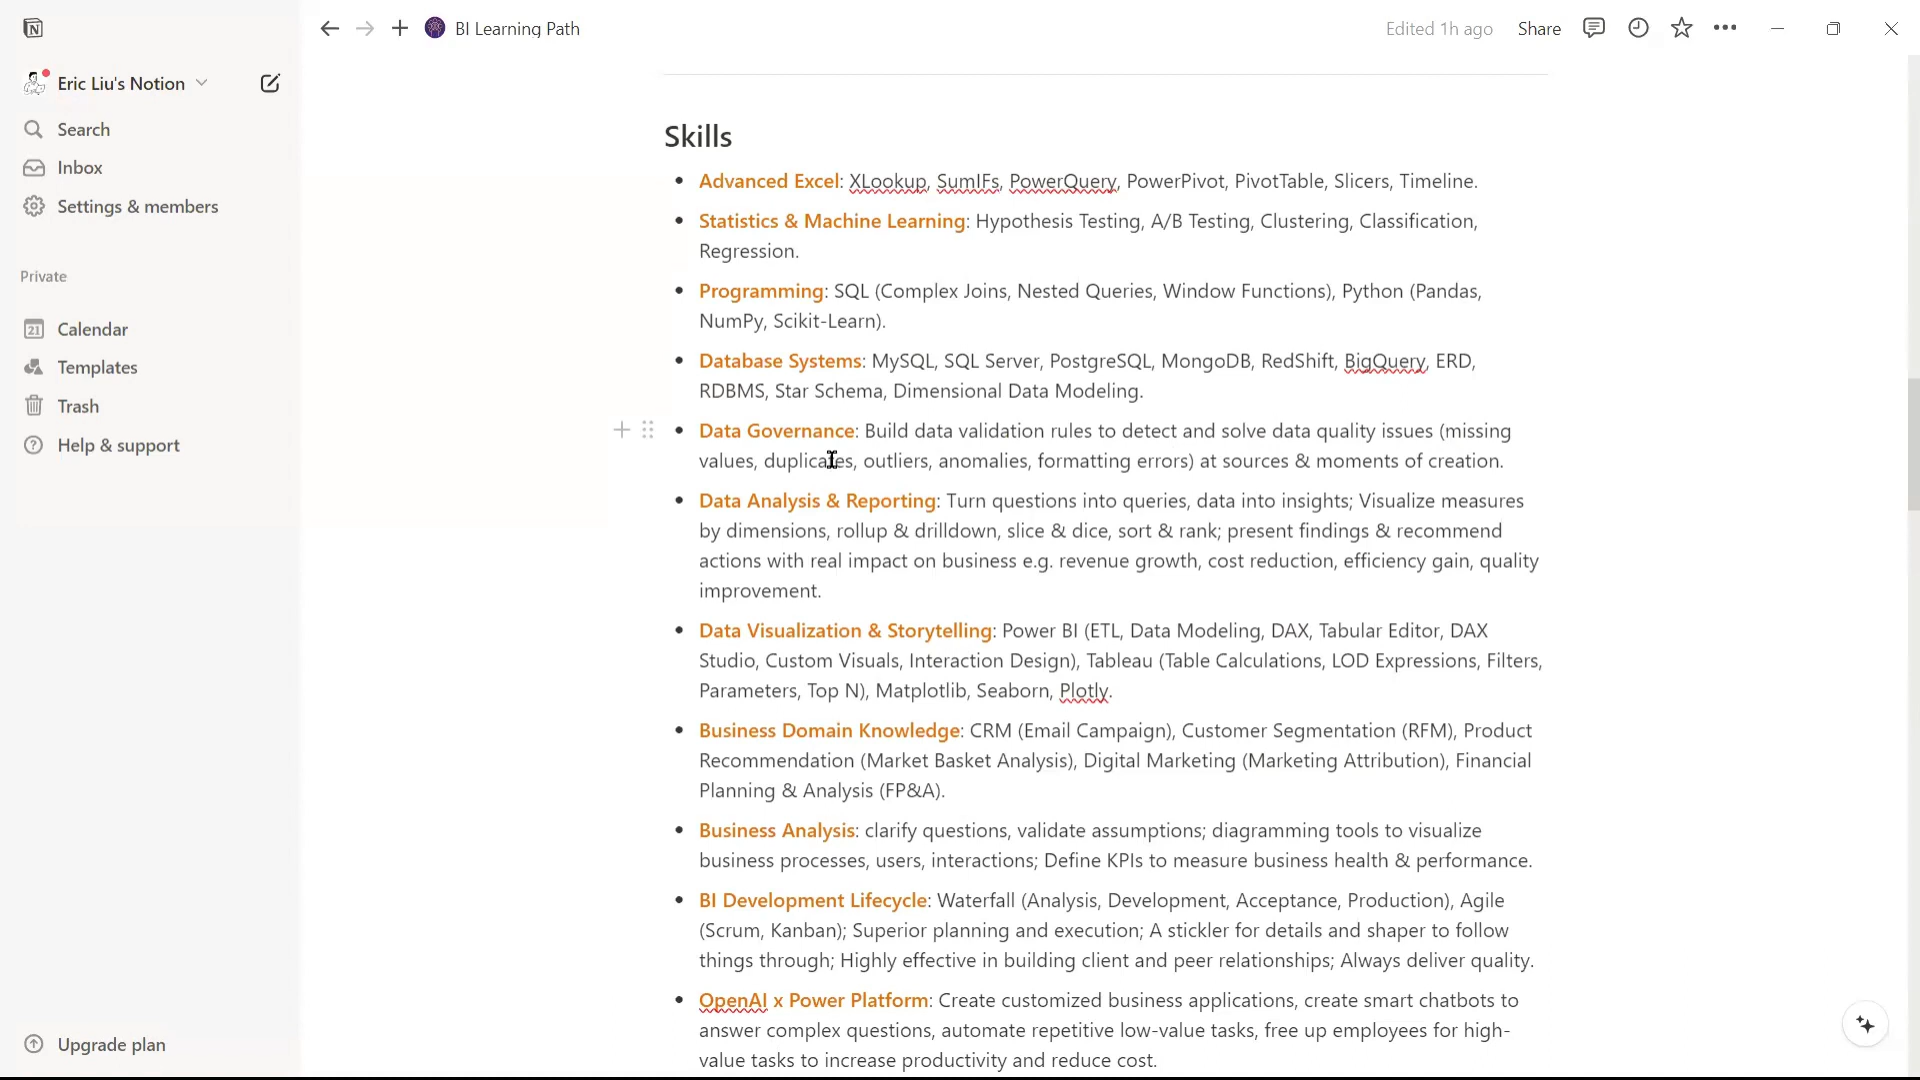 BI Learning Path
Edited 1h ago
Share
Eric Liu's Notion
Search
Inbox
Settings & members
Private
21
Calendar
Templates
Trash
Help & support
Upgrade plan
Skills
Advanced Excel: XLookup, SumIFs, PowerQuery, PowerPivot, PivotTable, Slicers, Timeline.
Statistics & Machine Learning: Hypothesis Testing, A/B Testing, Clustering, Classification,
Regression.
Programming: SQL (Complex Joins, Nested Queries, Window Functions), Python (Pandas,
NumPy, Scikit-Learn).
Database Systems: MySQL, SQL Server, PostgreSQL, MongoDB, RedShift, BigQuery, ERD,
RDBMS, Star Schema, Dimensional Data Modeling.
Data Governance: Build data validation rules to detect and solve data quality issues (missing
values, duplicates, outliers, anomalies, formatting errors) at sources & moments of creation.
Data Analysis & Reporting: Turn questions into queries, data into insights; Visualize measures
by dimensions, rollup & drilldown, slice & dice, sort & rank; present findings & recommend
actions with real impact on business e.g. revenue growth, cost reduction, efficiency gain, quality
improvement.
Data Visualization & Storytelling: Power BI (ETL, Data Modeling, DAX, Tabular Editor, DAX
Studio, Custom Visuals, Interaction Design), Tableau (Table Calculations, LOD Expressions, Filters,
Parameters, Top N), Matplotlib, Seaborn, Plotly.
Business Domain Knowledge: CRM (Email Campaign), Customer Segmentation (RFM), Product
Recommendation (Market Basket Analysis), Digital Marketing (Marketing Attribution), Financial
Planning & Analysis (FP&A).
Business Analysis: clarify questions, validate assumptions; diagramming tools to visualize
business processes, users, interactions; Define KPIs to measure business health & performance.
BI Development Lifecycle: Waterfall (Analysis, Development, Acceptance, Production), Agile
(Scrum, Kanban); Superior planning and execution; A stickler for details and shaper to follow
things through; Highly effective in building client and peer relationships; Always deliver quality.
OpenAI x Power Platform: Create customized business applications, create smart chatbots to
answer complex questions, automate repetitive low-value tasks, free up employees for high-
value tasks to increase productivity and reduce cost.